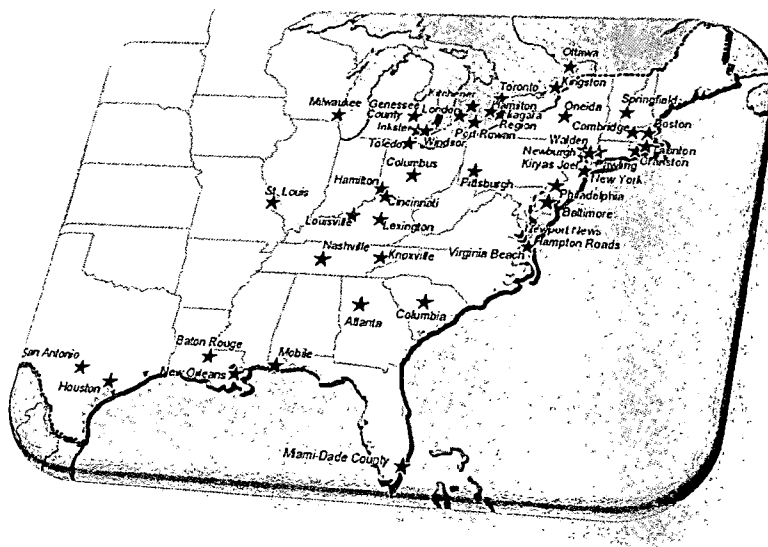 Ottawa
Kingston
Toronto
Kitchener
Milwaukee
Genessee
County
London
Hamilton
Niagara
Region
Oneida
Springfield
Inkster
Windsor
Port Rowan
Cambridge
Boston
Toledo
Walden
Newburgh
Taunton
Cranston
Kiryas Joel
Pawling
New York
Columbus
Pittsburgh
Philadelphia
Hamilton
Cincinnati
Baltimore
St. Louis
Louisville
Lexington
Newport News
Hampton Roads
Virginia Beach
Nashville
Knoxville
Atlanta
Columbia
Baton Rouge
San Antonio
Mobile
New Orleans
Houston
Miami-Dade County